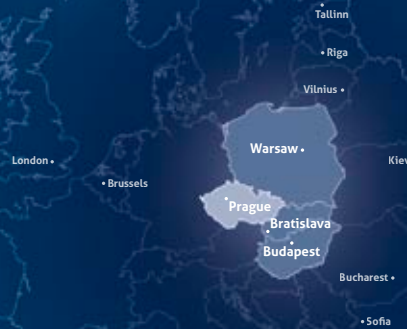 Tallinn
Riga
Vilnius
Warsaw
London
Kiev
Brussels
Prague
Bratislava
Budapest
Bucharest
Sofia